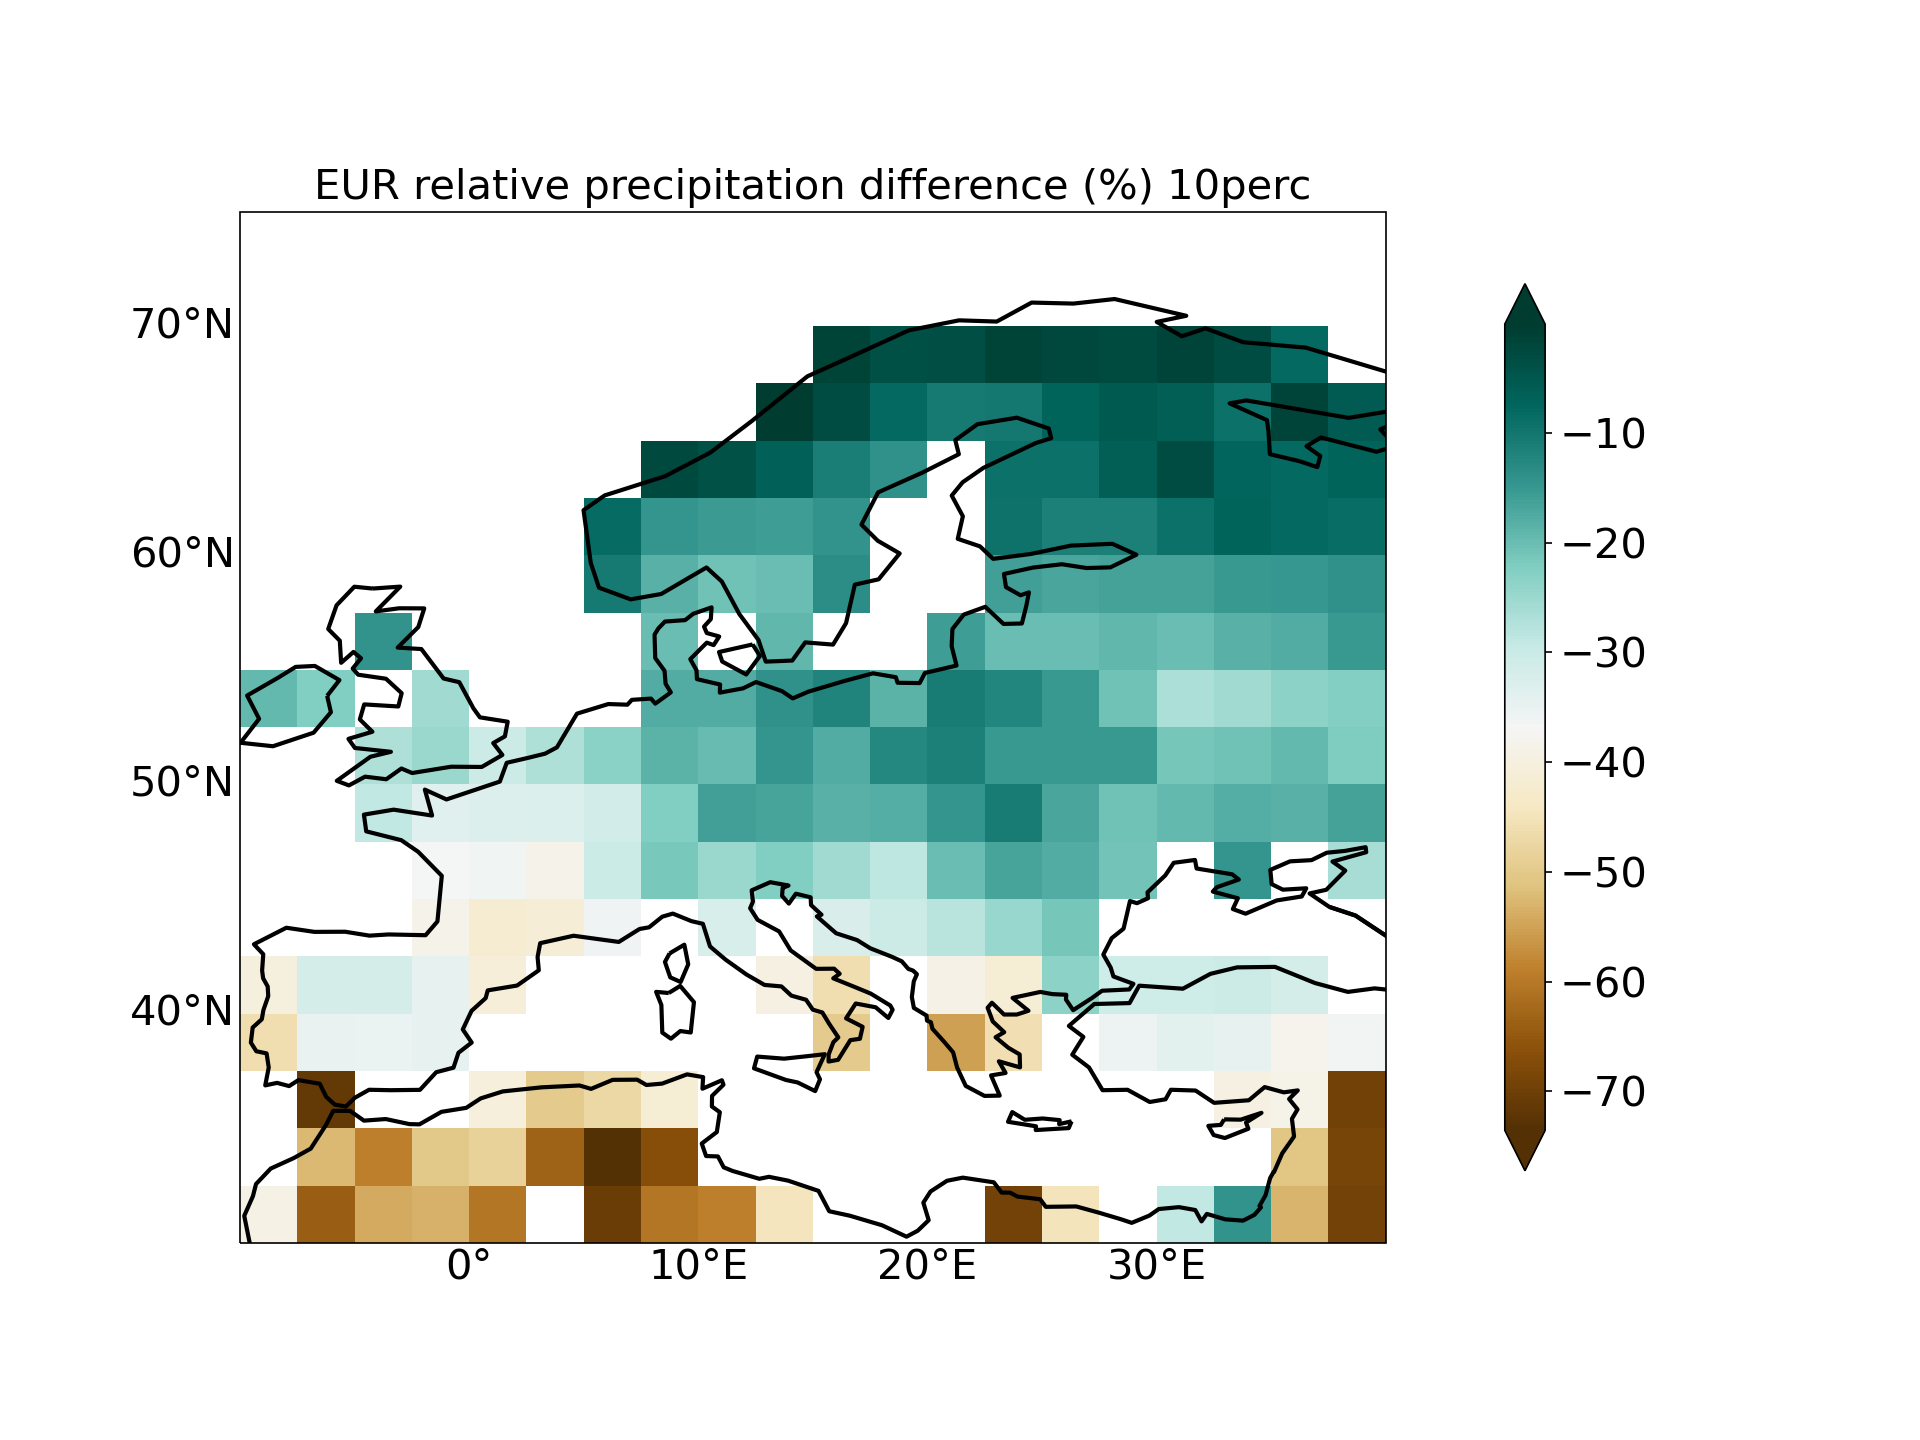 EUR relative precipitation difference (%) 10perc
70°N
60°N
50°N
40°N
0°
10°E
20°E
30°E
−10
−20
−30
−40
−50
−60
−70